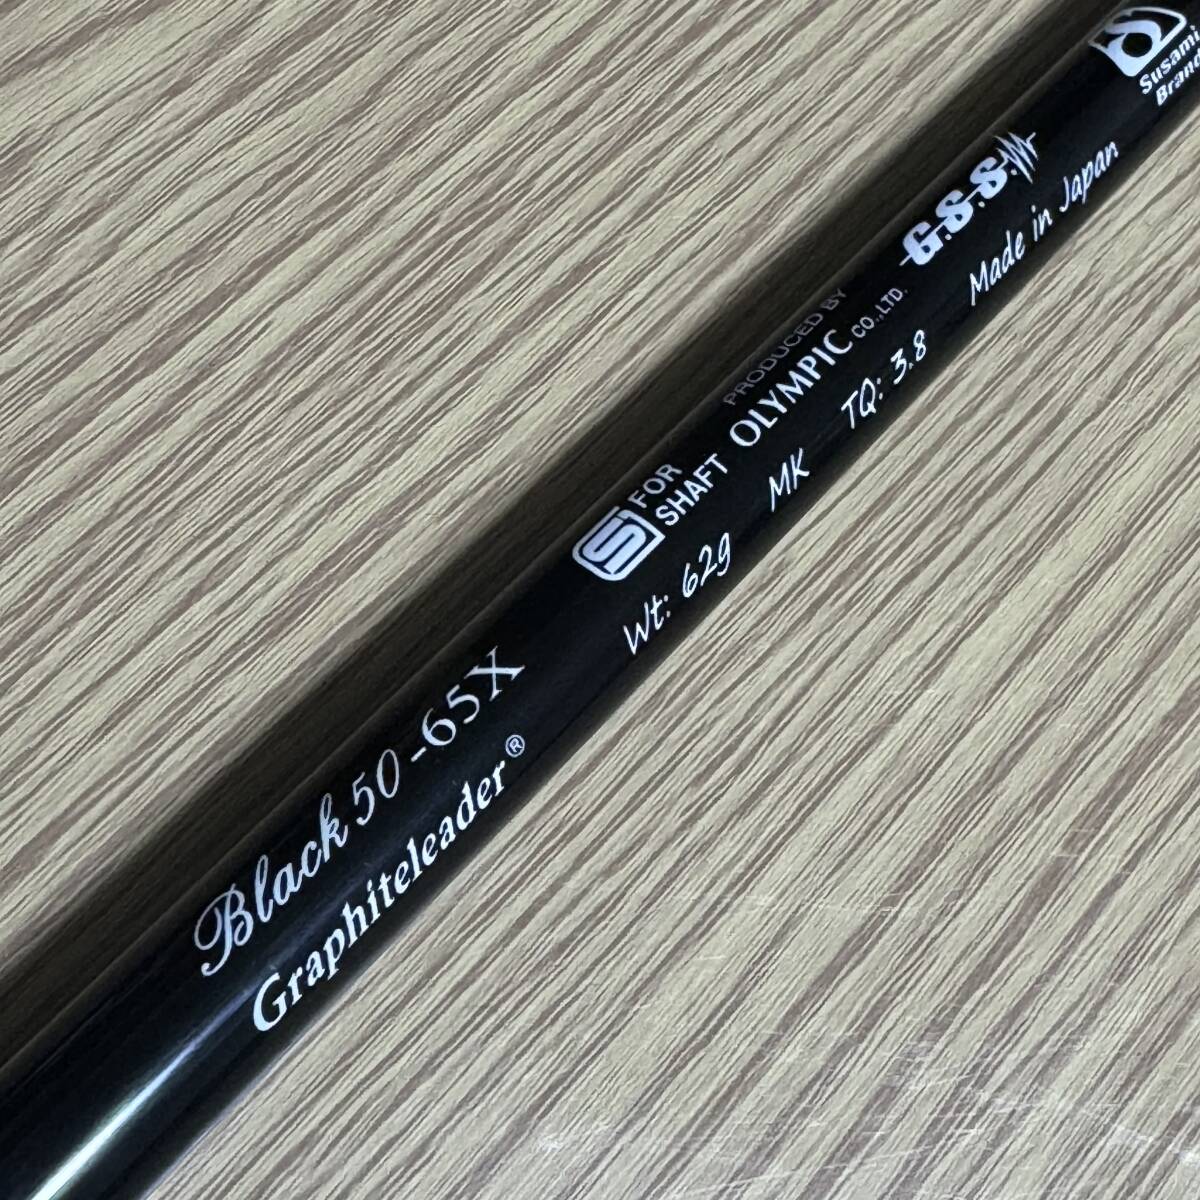 Black 50-65X
Graphiteleader®
S FOR SHAFT
PRODUCED BY
OLYMPIC CO.,LTD.
G.S.S.
Wt: 62g MK TQ: 3.8 Made in Japan
Susami
Brand